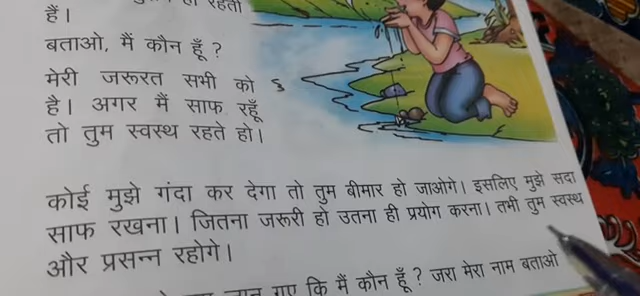 हैं।
बताओ, मैं कौन हूँ ?
मेरी जरूरत सभी को
है। अगर मैं साफ रहूँ
तो तुम स्वस्थ रहते हो।
कोई मुझे गंदा कर देगा तो तुम बीमार हो जाओगे। इसलिए मुझे सदा
साफ रखना। जितना जरूरी हो उतना ही प्रयोग करना। तभी तुम स्वस्थ
और प्रसन्न रहोगे।
गए कि मैं कौन हूँ ? जरा मेरा नाम बताओ